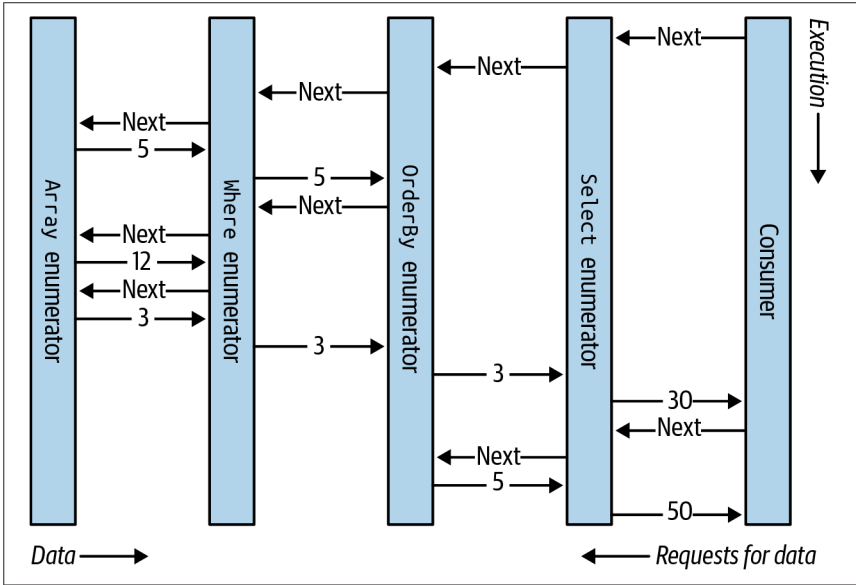 Next
Execution
Next
Next
Next
5
5
Next
Next
12
Next
3
3
3
30
Next
Next
5
50
Array enumerator
Where enumerator
OrderBy enumerator
Select enumerator
Consumer
Data
Requests for data